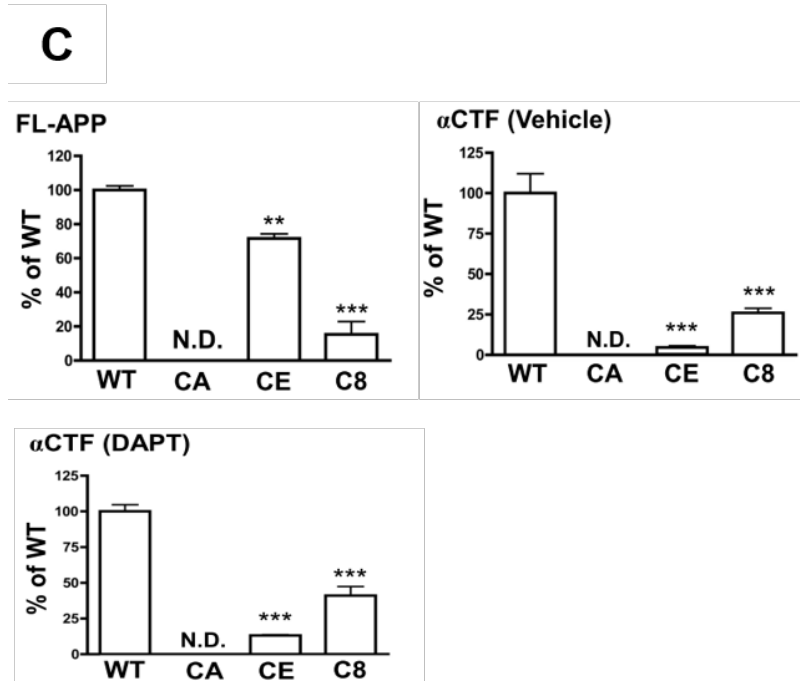 C
FL-APP
% of WT
120
100
80
60
40
20
0
N.D.
**
***
WT CA CE C8
αCTF (Vehicle)
% of WT
125
100
75
50
25
0
N.D.
***
***
WT CA CE C8
αCTF (DAPT)
% of WT
125
100
75
50
25
0
N.D.
***
***
WT CA CE C8